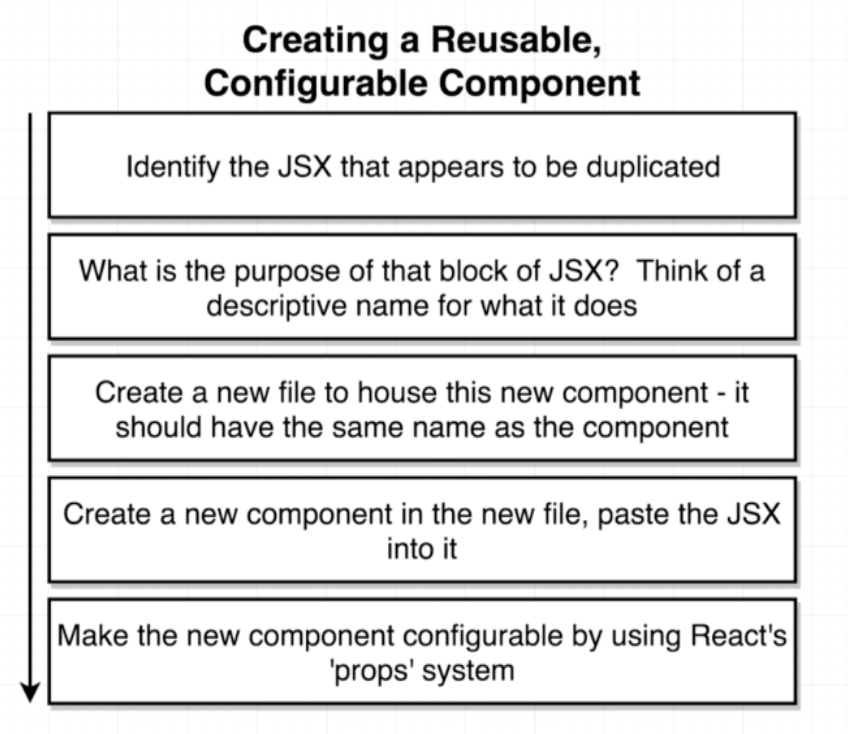 Creating a Reusable,
Configurable Component
Identify the JSX that appears to be duplicated
What is the purpose of that block of JSX?  Think of a
descriptive name for what it does
Create a new file to house this new component - it
should have the same name as the component
Create a new component in the new file, paste the JSX
into it
Make the new component configurable by using React's
'props' system